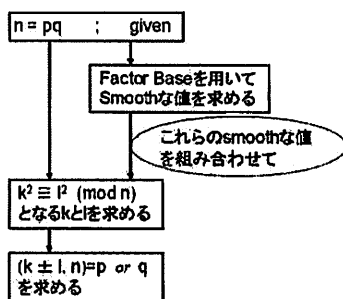 n = pq ; given
Factor Baseを用いて
Smoothな値を求める
これらのsmoothな値
を組み合わせて
k² ≡ l² (mod n)
となるkとlを求める
(k ± l, n)=p or q
を求める